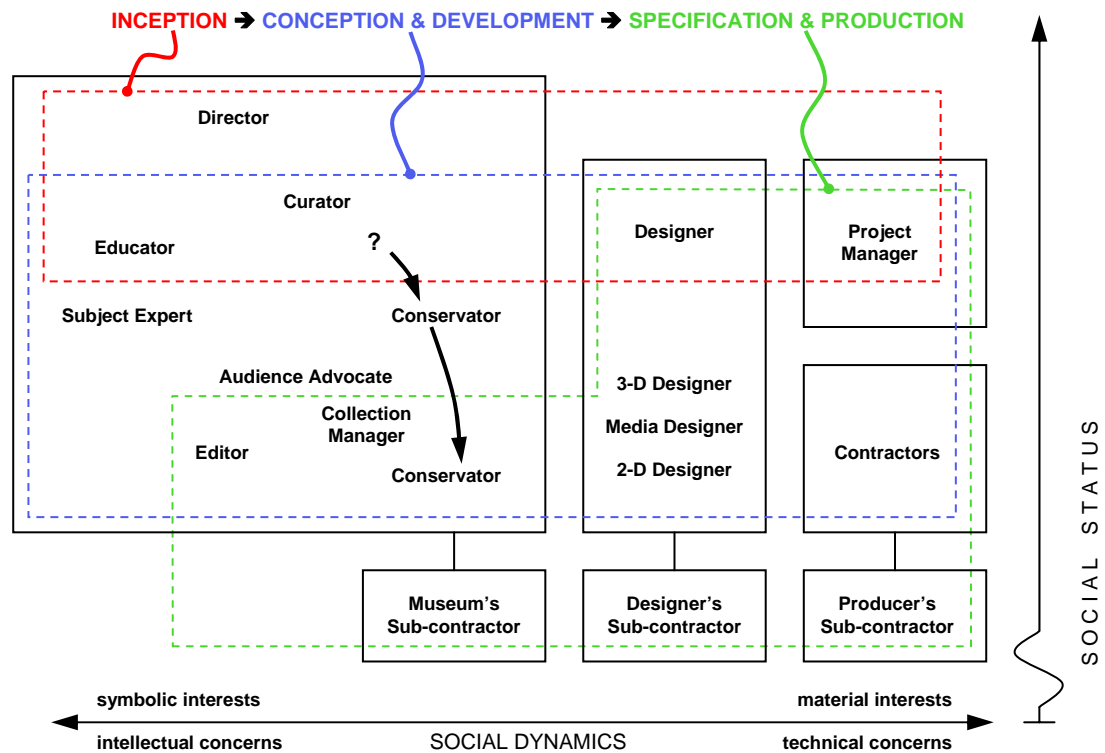 INCEPTION ➔ CONCEPTION & DEVELOPMENT ➔ SPECIFICATION & PRODUCTION
Director
Curator
Educator
?
Designer
Project
Manager
Subject Expert
Conservator
Audience Advocate
Collection
Manager
Editor
Conservator
3-D Designer
Media Designer
2-D Designer
Contractors
Museum’s
Sub-contractor
Designer’s
Sub-contractor
Producer’s
Sub-contractor
SOCIAL STATUS
symbolic interests
material interests
intellectual concerns
SOCIAL DYNAMICS
technical concerns